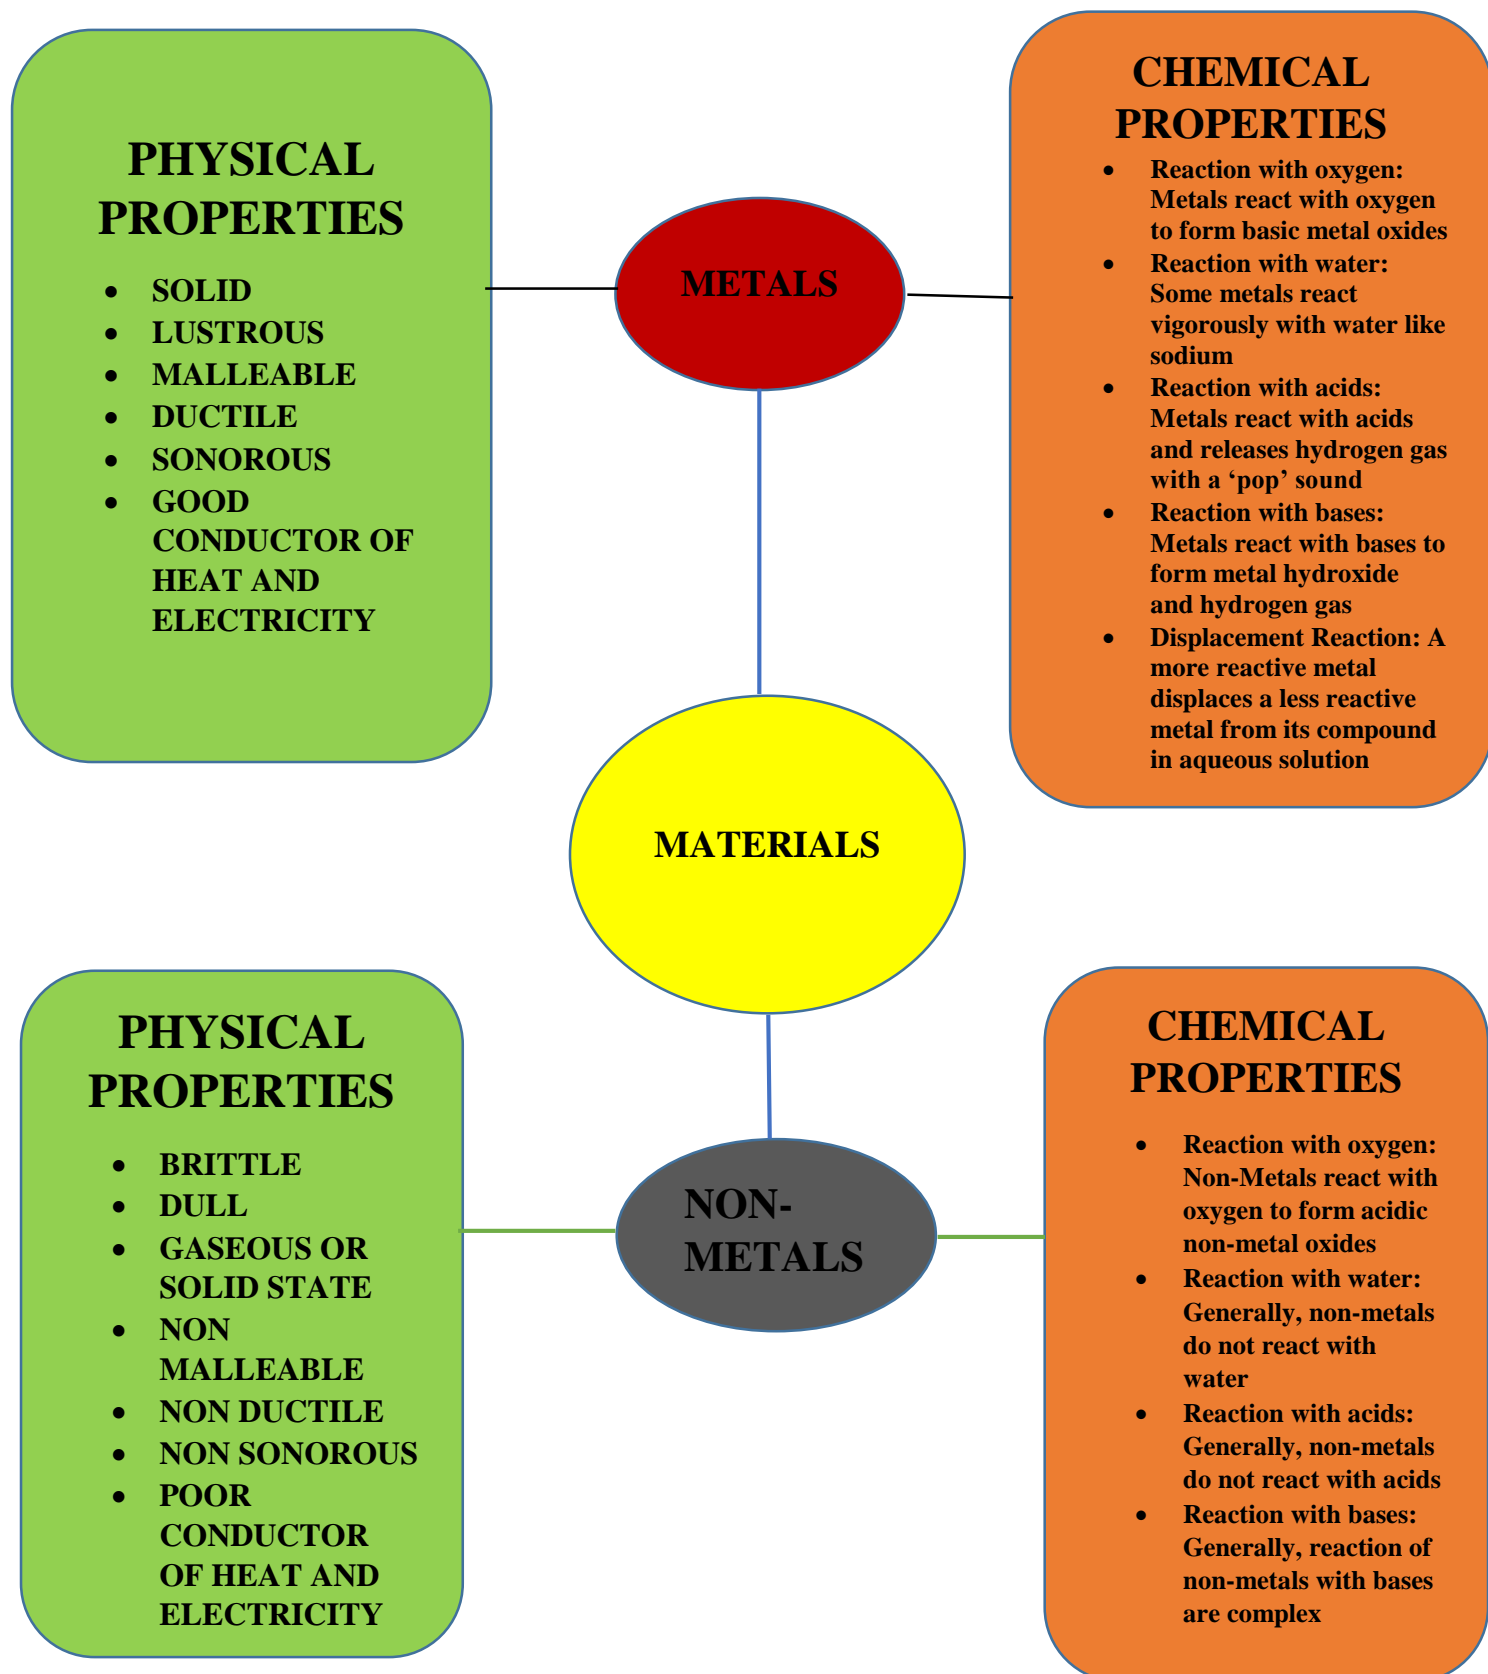 PHYSICAL
PROPERTIES
• SOLID
• LUSTROUS
• MALLEABLE
• DUCTILE
• SONOROUS
• GOOD
CONDUCTOR OF
HEAT AND
ELECTRICITY
METALS
CHEMICAL
PROPERTIES
• Reaction with oxygen:
Metals react with oxygen
to form basic metal oxides
• Reaction with water:
Some metals react
vigorously with water like
sodium
• Reaction with acids:
Metals react with acids
and releases hydrogen gas
with a ‘pop’ sound
• Reaction with bases:
Metals react with bases to
form metal hydroxide
and hydrogen gas
• Displacement Reaction: A
more reactive metal
displaces a less reactive
metal from its compound
in aqueous solution
MATERIALS
PHYSICAL
PROPERTIES
• BRITTLE
• DULL
• GASEOUS OR
SOLID STATE
• NON
MALLEABLE
• NON DUCTILE
• NON SONOROUS
• POOR
CONDUCTOR
OF HEAT AND
ELECTRICITY
NON-
METALS
CHEMICAL
PROPERTIES
• Reaction with oxygen:
Non-Metals react with
oxygen to form acidic
non-metal oxides
• Reaction with water:
Generally, non-metals
do not react with
water
• Reaction with acids:
Generally, non-metals
do not react with acids
• Reaction with bases:
Generally, reaction of
non-metals with bases
are complex